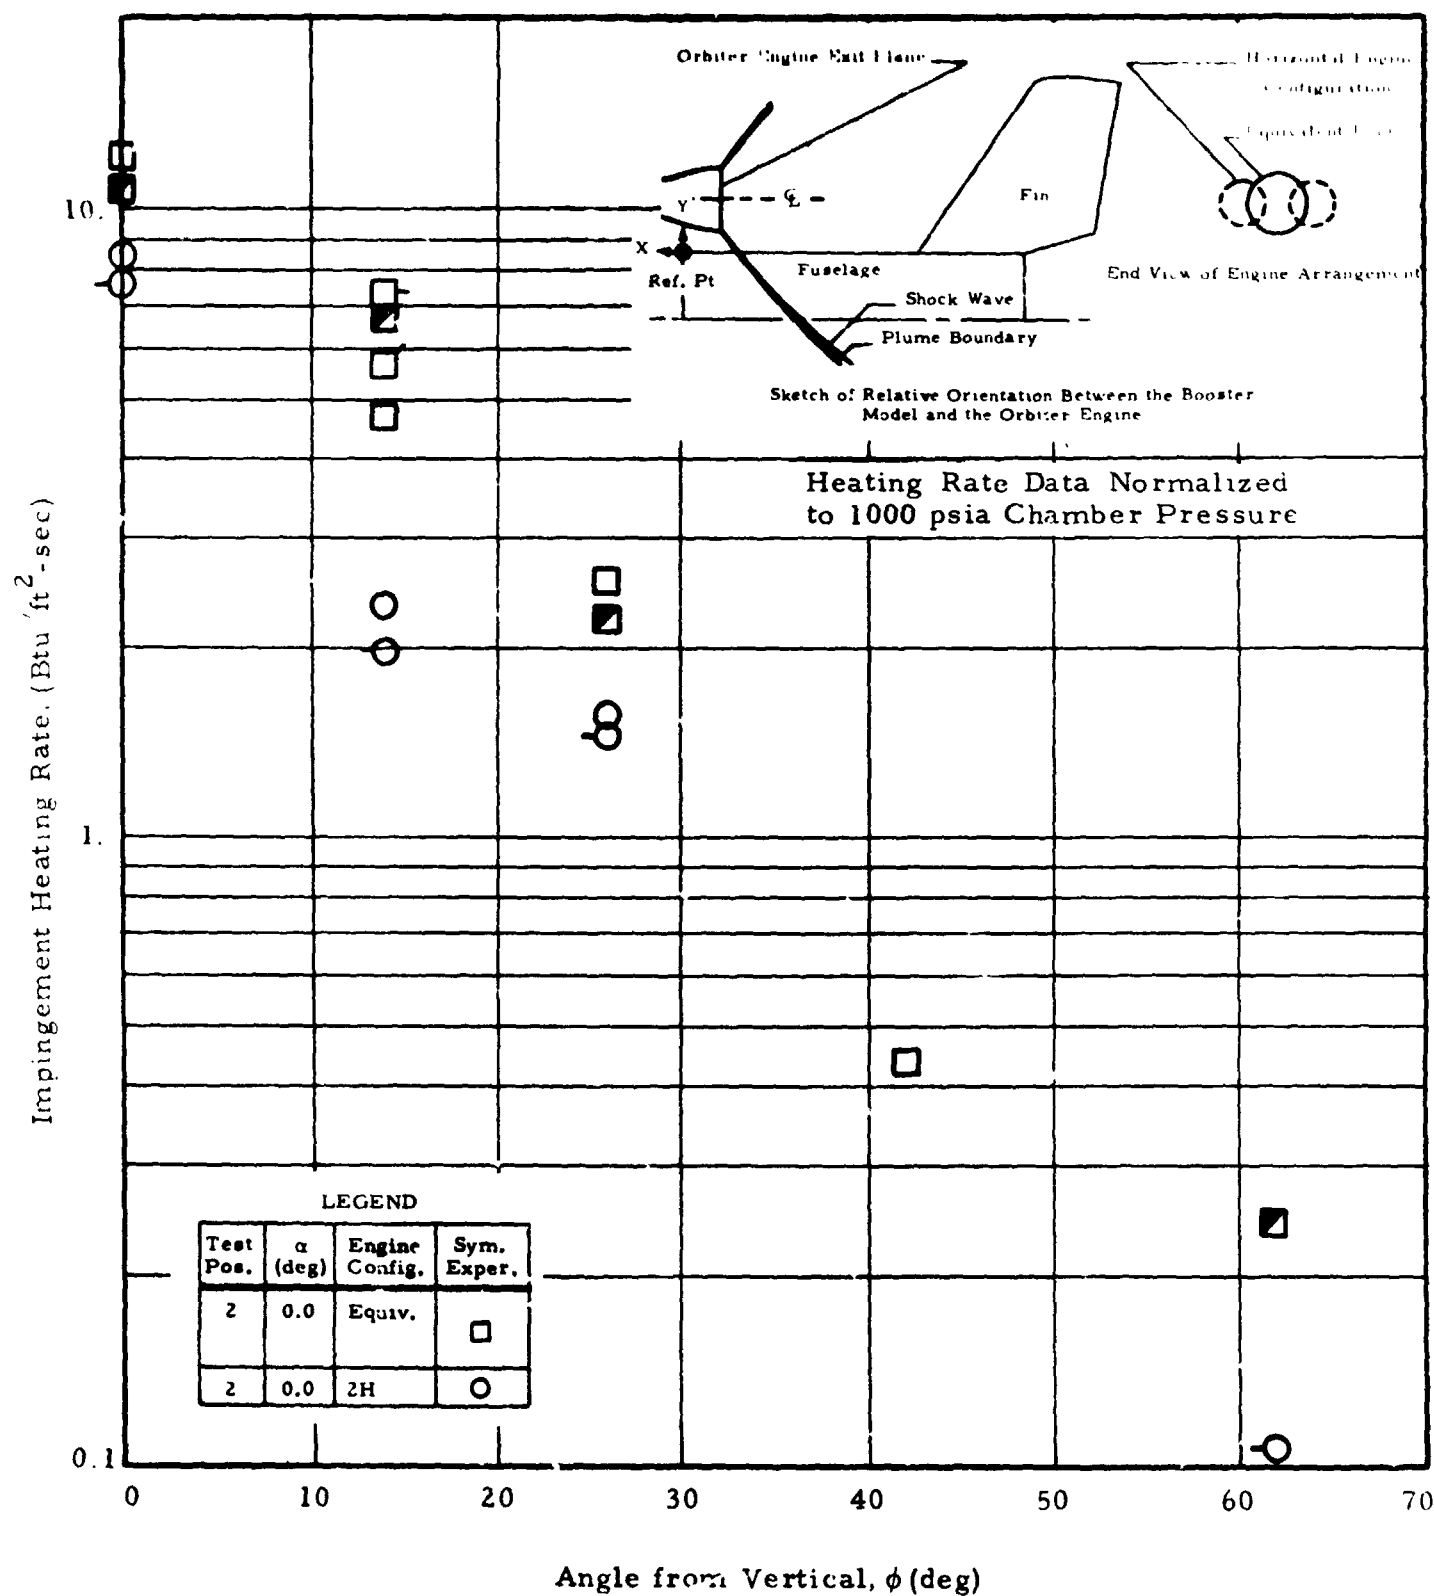 Orbiter Engine Exit Plane
Horizontal Engine
Configuration
10.
Y
℄
Fin
X
Ref. Pt
Fuselage
End View of Engine Arrangement
Shock Wave
Plume Boundary
Sketch of Relative Orientation Between the Booster
Model and the Orbiter Engine
Heating Rate Data Normalized
to 1000 psia Chamber Pressure
Impingement Heating Rate, (Btu/ft²-sec)
1.
LEGEND
Test Pos. α (deg) Engine Config. Sym. Exper.
2 0.0 Equiv. □
2 0.0 2H ○
0.1
0 10 20 30 40 50 60 70
Angle from Vertical, ϕ (deg)